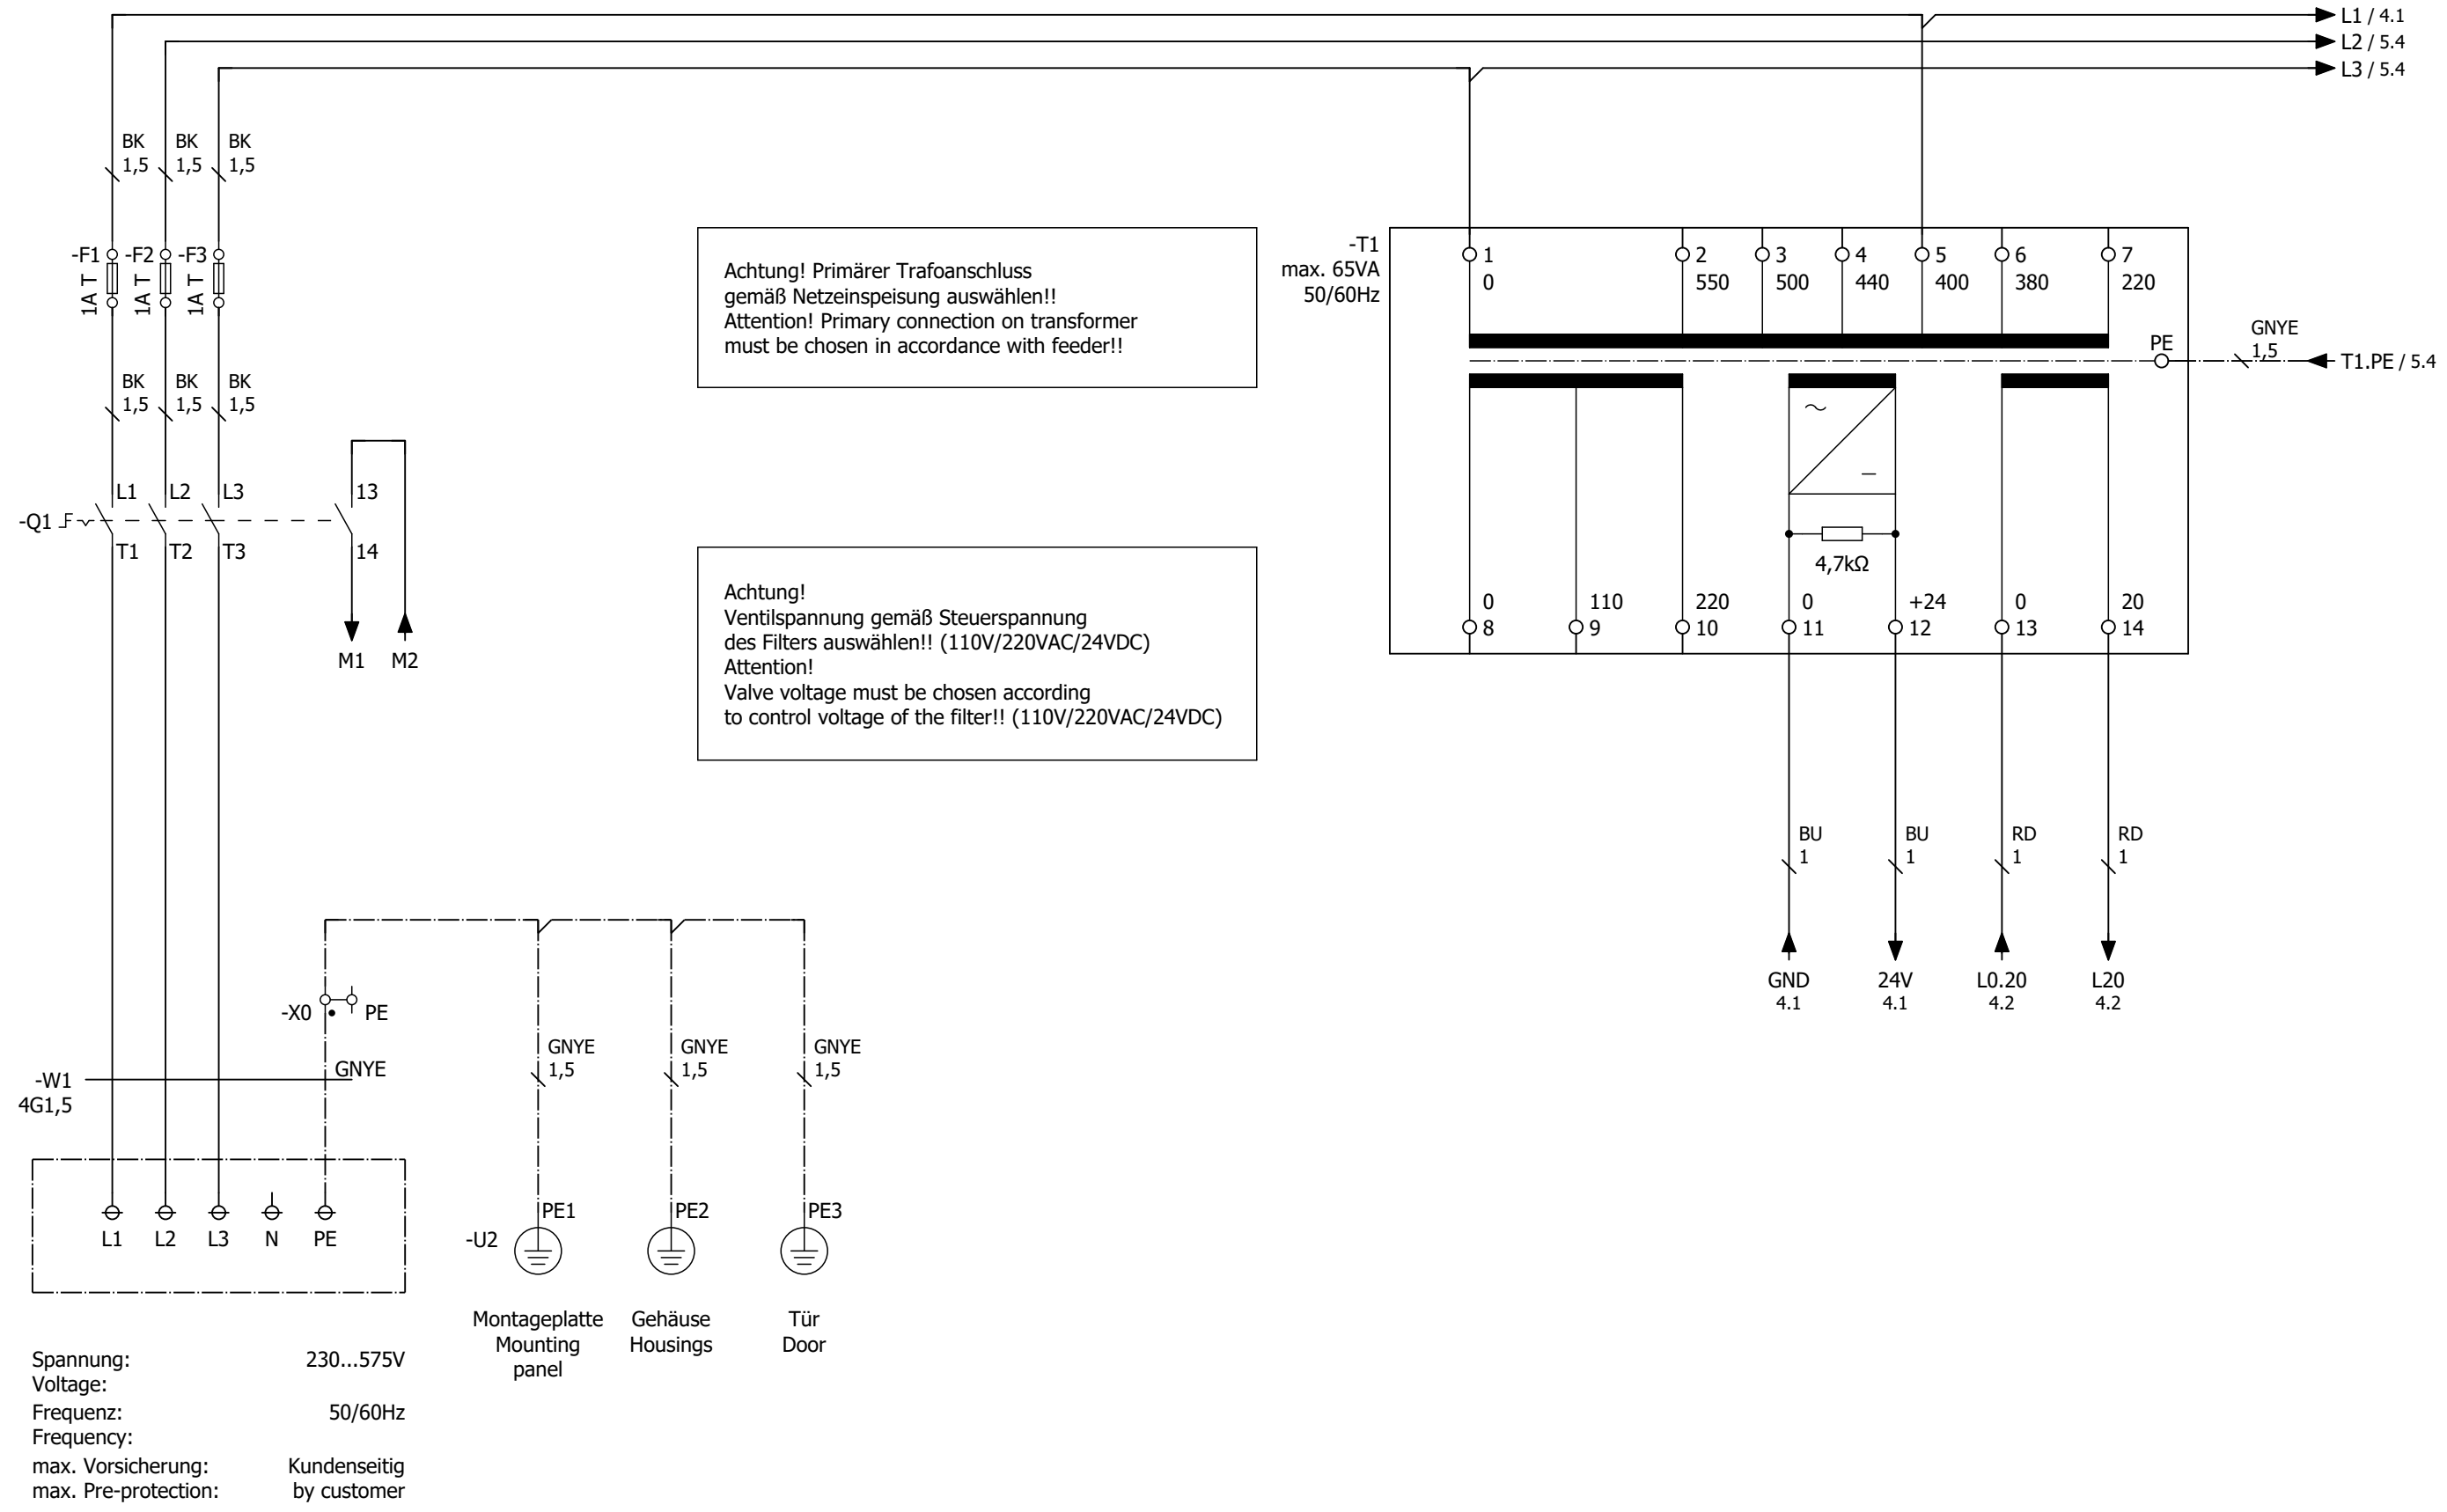 L1 / 4.1
L2 / 5.4
L3 / 5.4
BK BK BK
1,5 1,5 1,5
-F1 -F2 -F3
1A T 1A T 1A T
BK BK BK
1,5 1,5 1,5
L1 L2 L3 13
-Q1
T1 T2 T3 14
M1 M2
Achtung! Primärer Trafoanschluss
gemäß Netzeinspeisung auswählen!!
Attention! Primary connection on transformer
must be chosen in accordance with feeder!!
Achtung!
Ventilspannung gemäß Steuerspannung
des Filters auswählen!! (110V/220VAC/24VDC)
Attention!
Valve voltage must be chosen according
to control voltage of the filter!! (110V/220VAC/24VDC)
-T1
max. 65VA
50/60Hz
1 2 3 4 5 6 7
0 550 500 440 400 380 220
PE
GNYE
1,5
T1.PE / 5.4
~
–
4,7kΩ
0 110 220 0 +24 0 20
8 9 10 11 12 13 14
BU BU RD RD
1 1 1 1
GND 24V L0.20 L20
4.1 4.1 4.2 4.2
-X0 PE
GNYE
-W1
4G1,5
GNYE GNYE GNYE
1,5 1,5 1,5
L1 L2 L3 N PE
PE1 PE2 PE3
-U2
Montageplatte
Mounting
panel
Gehäuse
Housings
Tür
Door
Spannung: 230...575V
Voltage:
Frequenz: 50/60Hz
Frequency:
max. Vorsicherung: Kundenseitig
max. Pre-protection: by customer